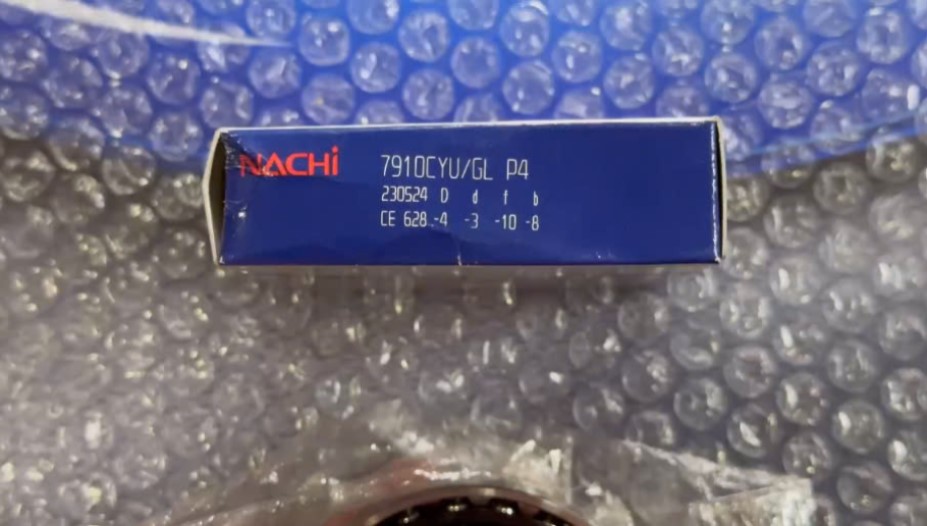 NACHi 7910CYU/GL P4
230524 D d f b
CE 628.-4 -3 -10 -8